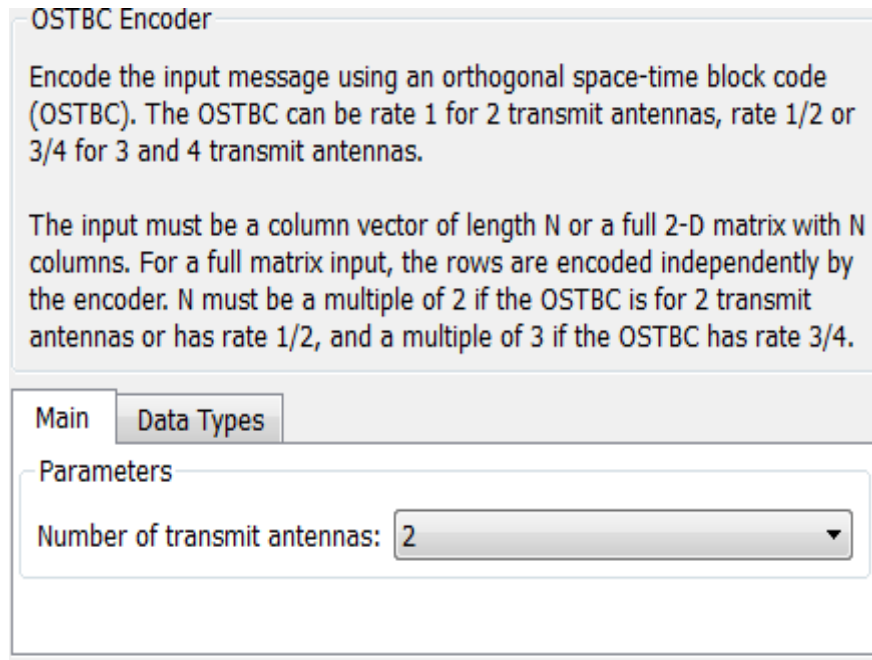 OSTBC Encoder
Encode the input message using an orthogonal space-time block code
(OSTBC). The OSTBC can be rate 1 for 2 transmit antennas, rate 1/2 or
3/4 for 3 and 4 transmit antennas.
The input must be a column vector of length N or a full 2-D matrix with N
columns. For a full matrix input, the rows are encoded independently by
the encoder. N must be a multiple of 2 if the OSTBC is for 2 transmit
antennas or has rate 1/2, and a multiple of 3 if the OSTBC has rate 3/4.
Main Data Types
Parameters
Number of transmit antennas: 2